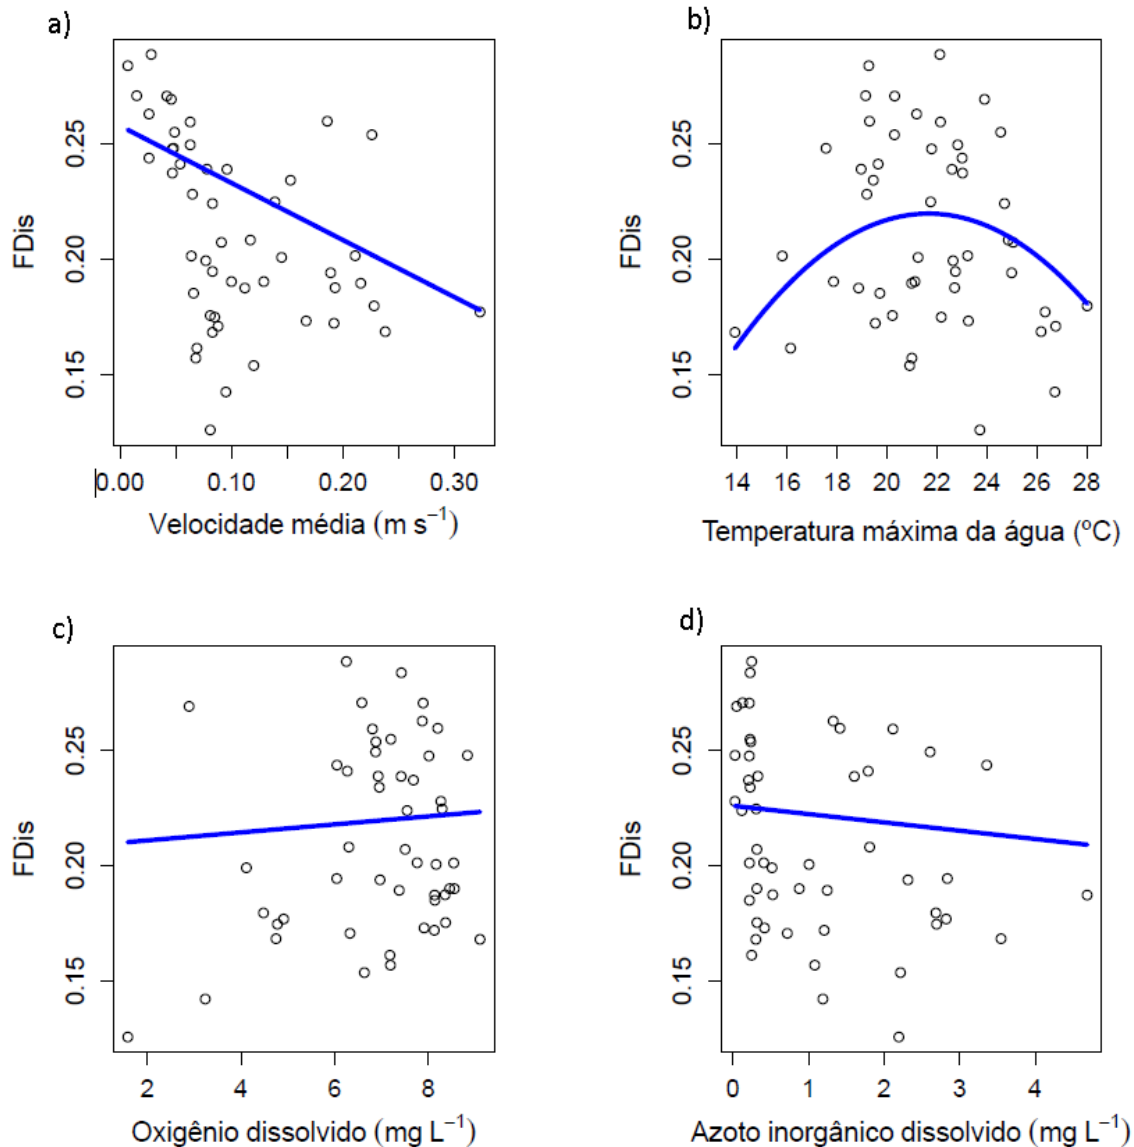 a)
FDis
0.15 0.20 0.25
0.00 0.10 0.20 0.30
Velocidade média (m s⁻¹)
b)
FDis
0.15 0.20 0.25
14 16 18 20 22 24 26 28
Temperatura máxima da água (ºC)
c)
FDis
0.15 0.20 0.25
2 4 6 8
Oxigênio dissolvido (mg L⁻¹)
d)
FDis
0.15 0.20 0.25
0 1 2 3 4
Azoto inorgânico dissolvido (mg L⁻¹)